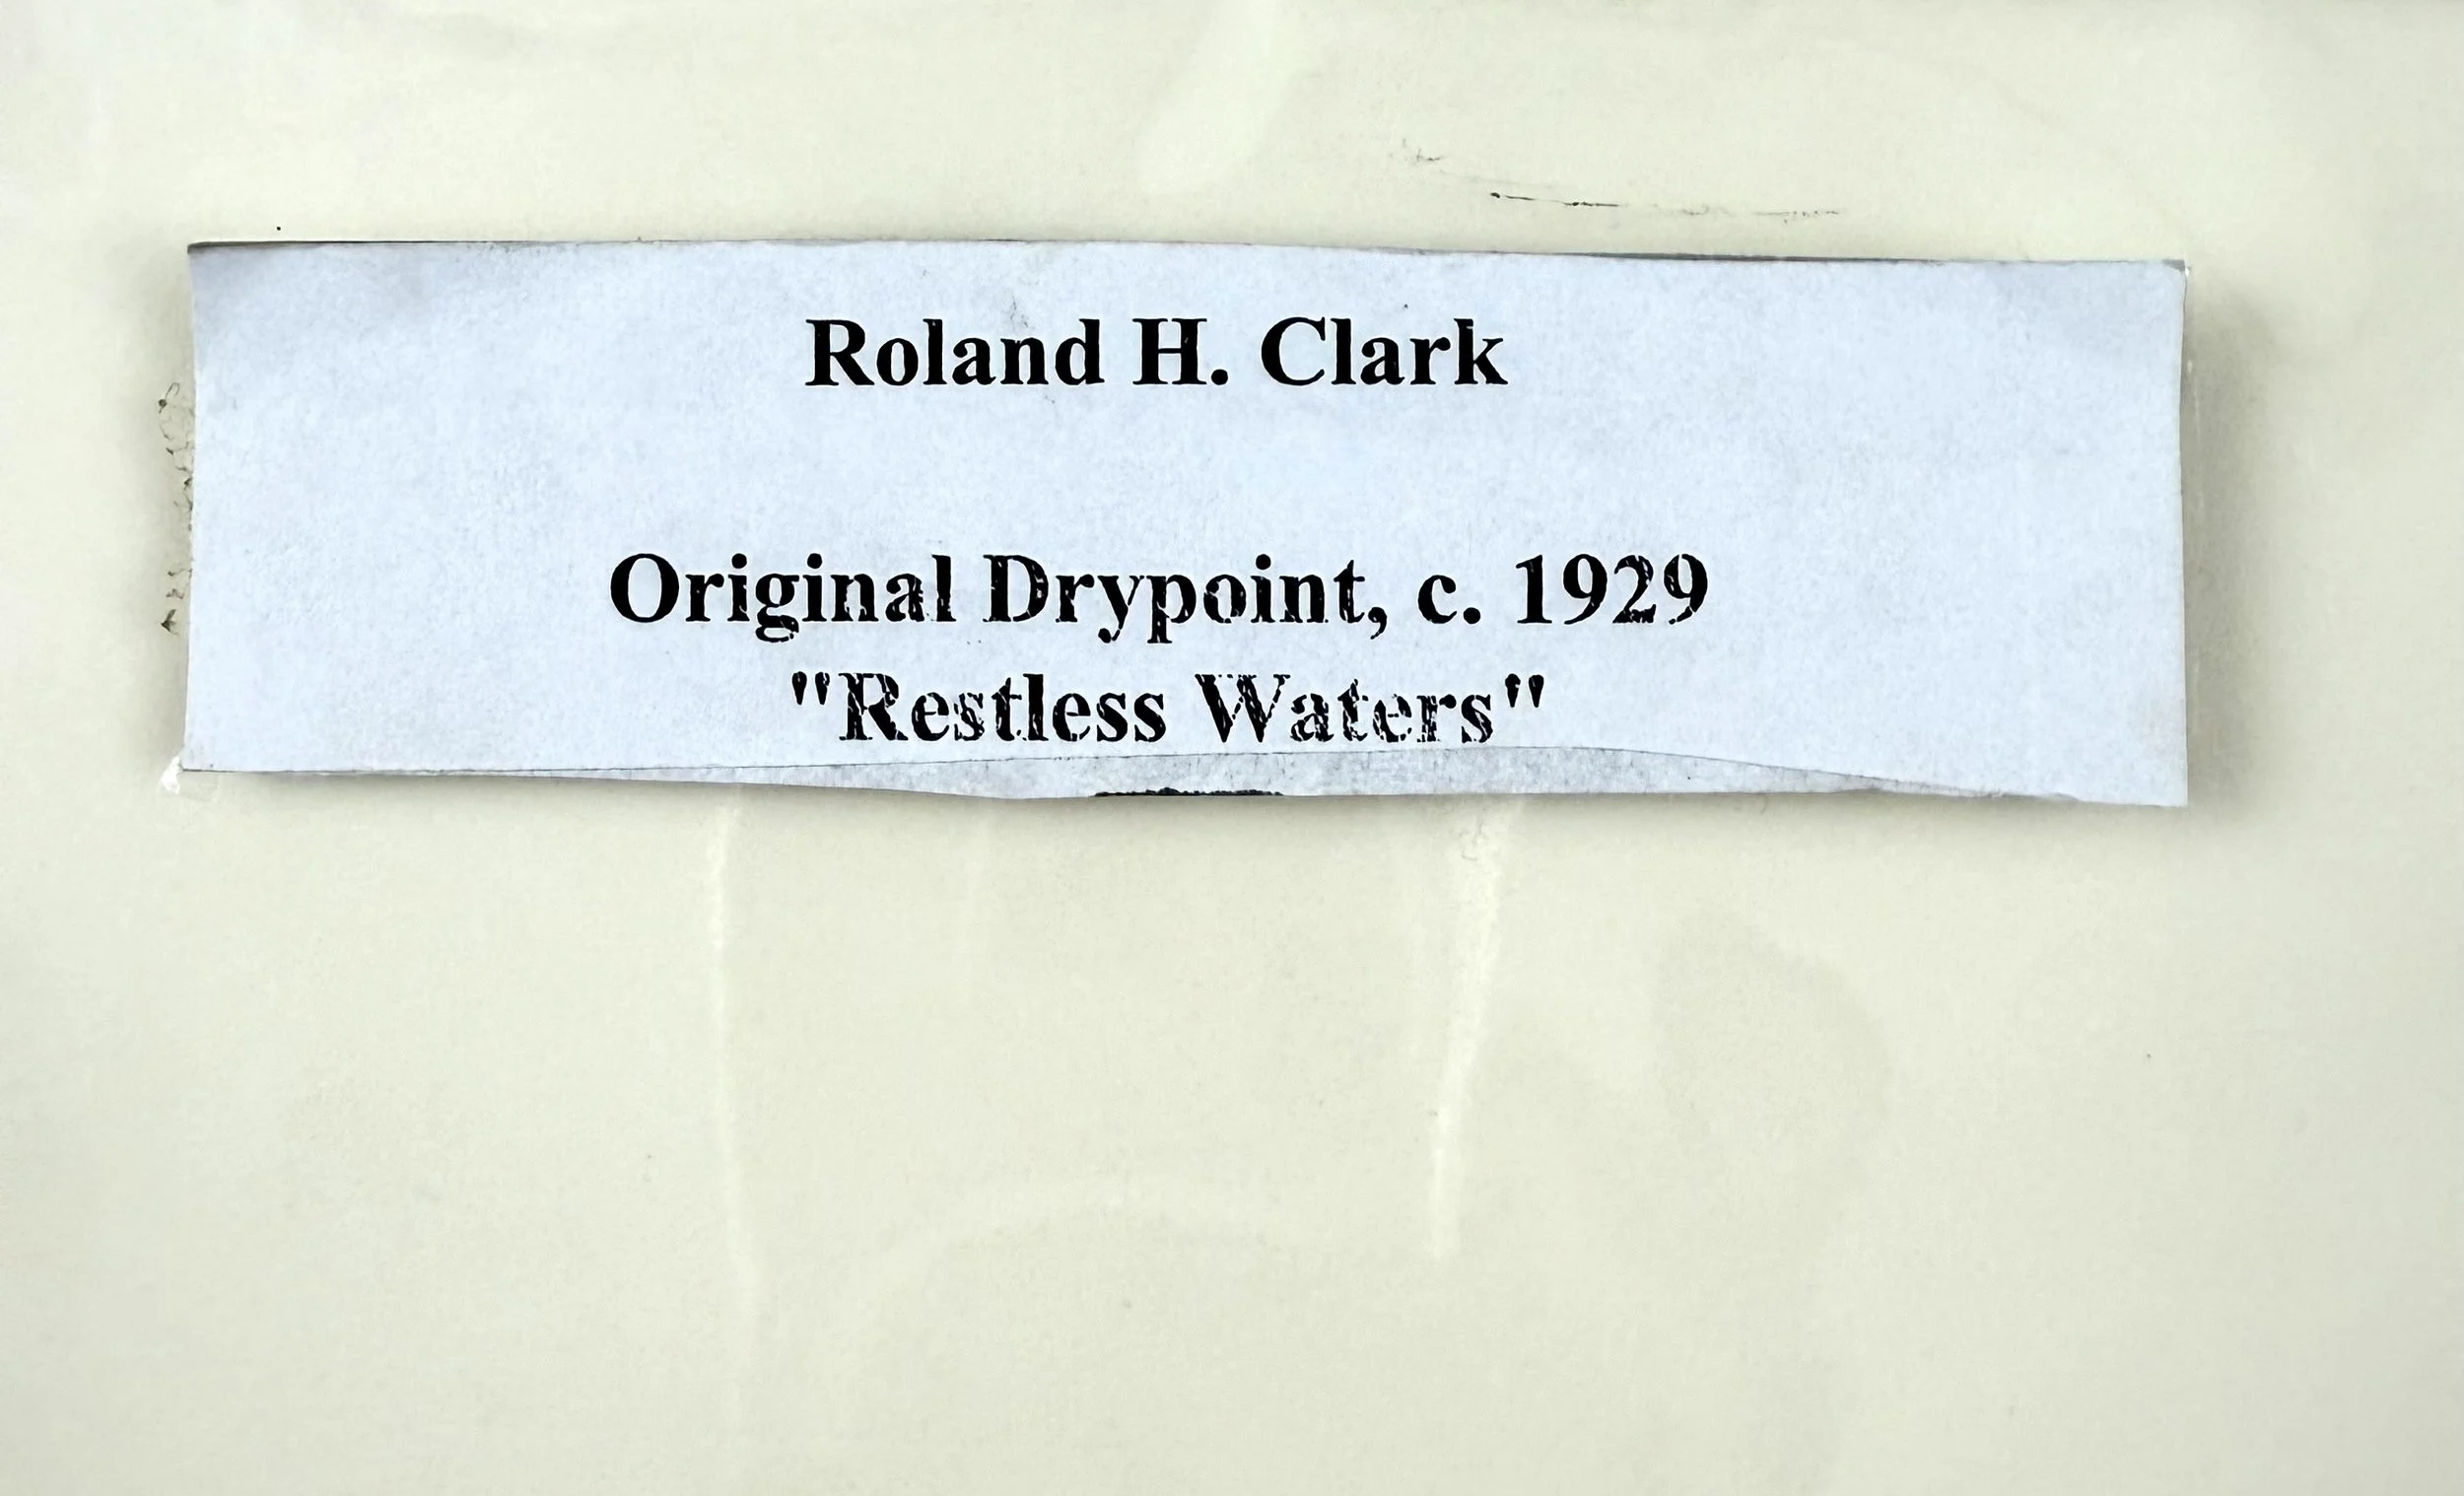 Roland H. Clark
Original Drypoint, c. 1929
"Restless Waters"